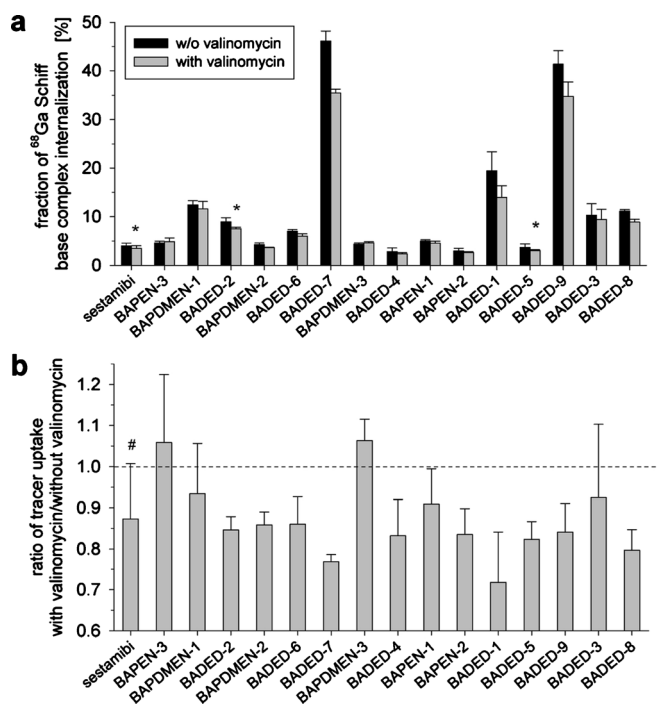 a
fraction of ⁶⁸Ga Schiff
base complex internalization [%]
50
40
30
20
10
0
w/o valinomycin
with valinomycin
*
*
*
sestamibi
BAPEN-3
BAPDMEN-1
BADED-2
BAPDMEN-2
BADED-6
BADED-7
BAPDMEN-3
BADED-4
BAPEN-1
BAPEN-2
BADED-1
BADED-5
BADED-9
BADED-3
BADED-8
b
ratio of tracer uptake
with valinomycin/without valinomycin
1.2
1.1
1.0
0.9
0.8
0.7
0.6
#
sestamibi
BAPEN-3
BAPDMEN-1
BADED-2
BAPDMEN-2
BADED-6
BADED-7
BAPDMEN-3
BADED-4
BAPEN-1
BAPEN-2
BADED-1
BADED-5
BADED-9
BADED-3
BADED-8